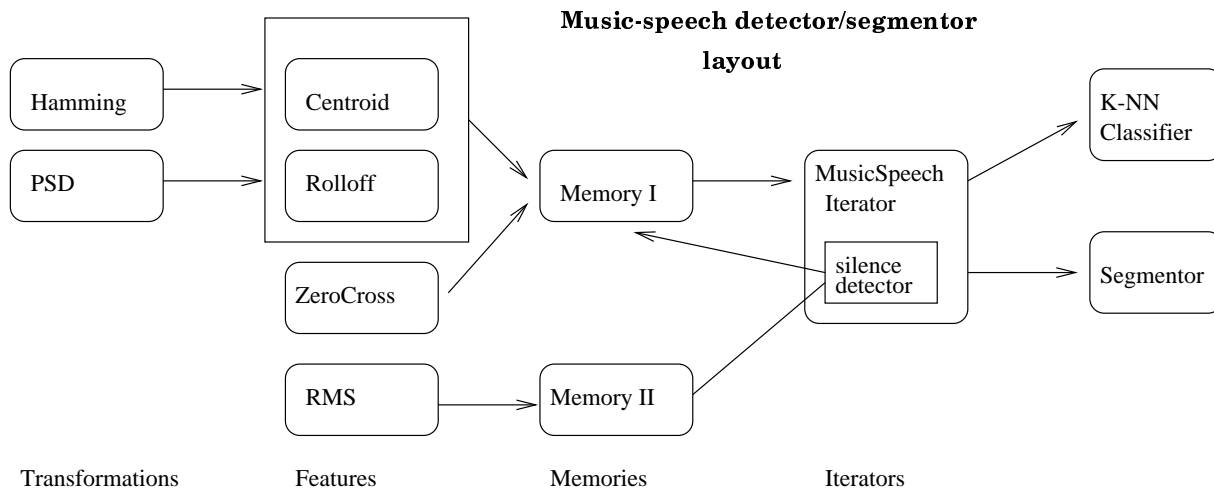 Music-speech detector/segmentor
layout
Hamming
PSD
Centroid
Rolloff
ZeroCross
RMS
Memory I
Memory II
MusicSpeech
Iterator
silence
detector
K-NN
Classifier
Segmentor
Transformations
Features
Memories
Iterators